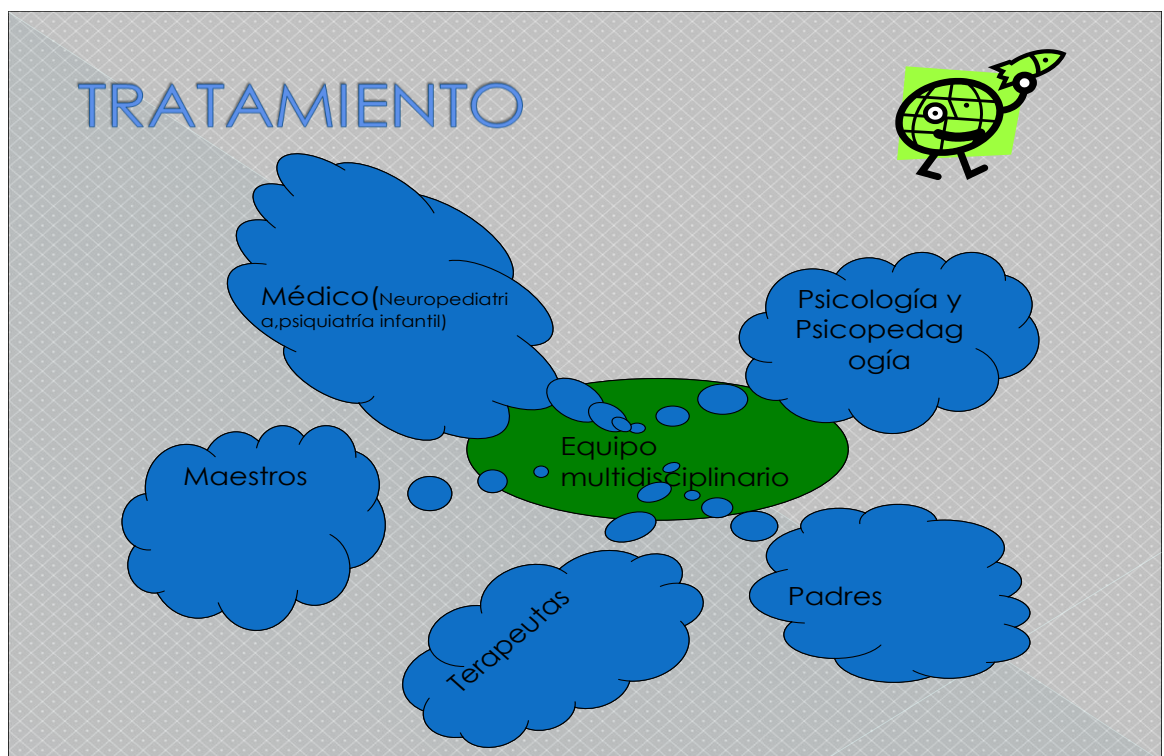 TRATAMIENTO
Médico(Neuropediatri
a,psiquiatría infantil)
Psicología y
Psicopedag
ogía
Equipo
multidisciplinario
Maestros
Terapeutas
Padres